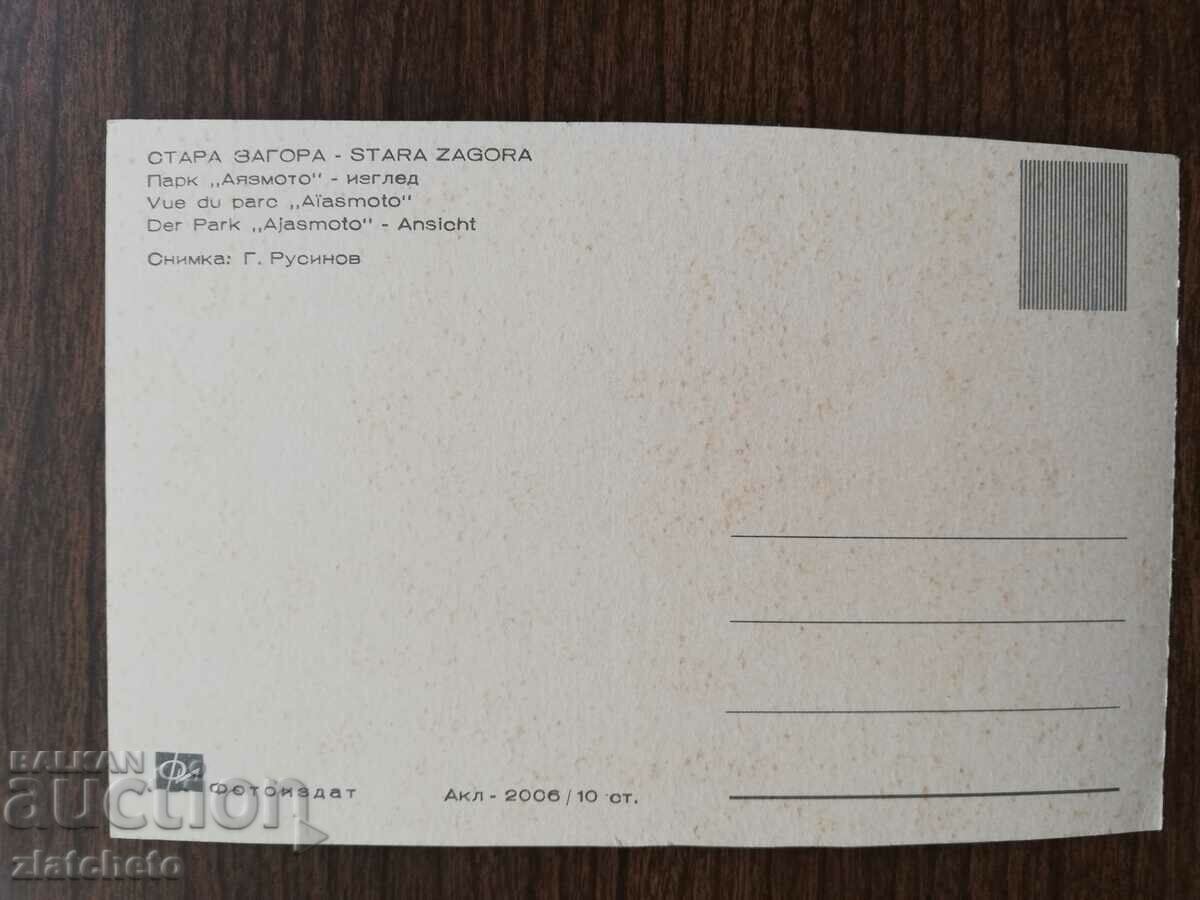 СТАРА ЗАГОРА - STARA ZAGORA
Парк „Аязмото" - изглед
Vue du parc „Aïasmoto"
Der Park „Ajasmoto" - Ansicht
Снимка: Г. Русинов
Фотоиздат
Акл - 2006/10 ст.
BALKAN
auction
zlatcheto